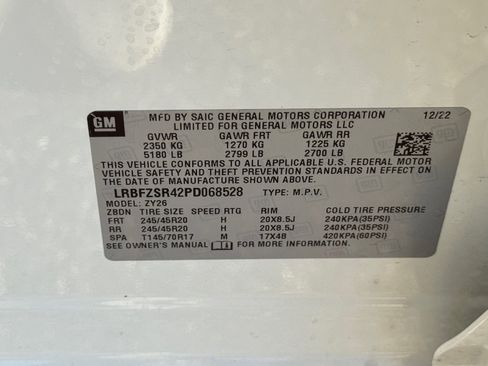 GM
MFD BY SAIC GENERAL MOTORS CORPORATION 12/22
LIMITED FOR GENERAL MOTORS LLC
GVWR GAWR FRT GAWR RR
2350 KG 1270 KG 1225 KG
5180 LB 2799 LB 2700 LB
THIS VEHICLE CONFORMS TO ALL APPLICABLE U.S. FEDERAL MOTOR
VEHICLE SAFETY AND THEFT PREVENTION STANDARDS IN EFFECT
ON THE DATE OF MANUFACTURE SHOWN ABOVE.
LRBFZSR42PD068528 TYPE: M.P.V.
MODEL: ZY26
ZBDN TIRE SIZE SPEED RTG RIM COLD TIRE PRESSURE
FRT 245/45R20 H 20X8.5J 240KPA(35PSI)
RR 245/45R20 H 20X8.5J 240KPA(35PSI)
SPA T145/70R17 M 17X4B 420KPA(60PSI)
SEE OWNER'S MANUAL FOR ADDITIONAL INFORMATION